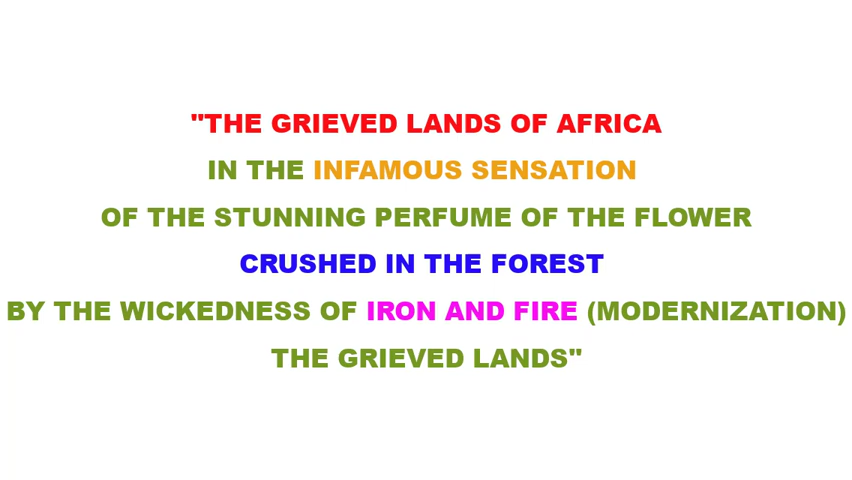 "THE GRIEVED LANDS OF AFRICA
IN THE INFAMOUS SENSATION
OF THE STUNNING PERFUME OF THE FLOWER
CRUSHED IN THE FOREST
BY THE WICKEDNESS OF IRON AND FIRE (MODERNIZATION)
THE GRIEVED LANDS"